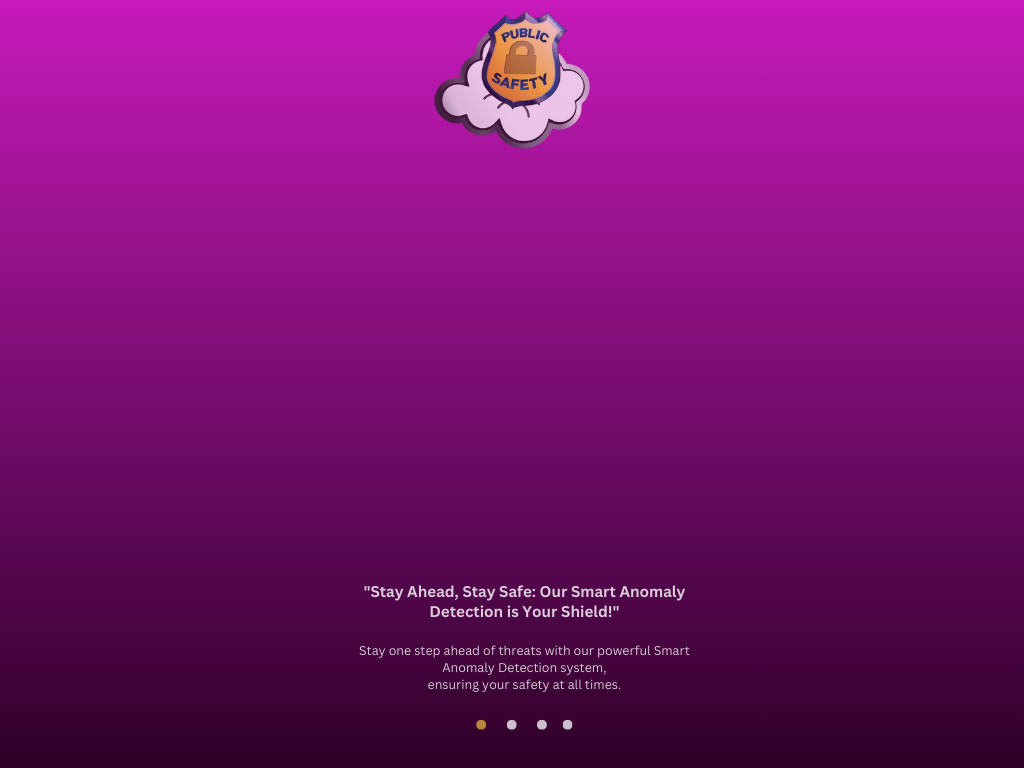 PUBLIC
SAFETY
"Stay Ahead, Stay Safe: Our Smart Anomaly
Detection is Your Shield!"
Stay one step ahead of threats with our powerful Smart
Anomaly Detection system,
ensuring your safety at all times.